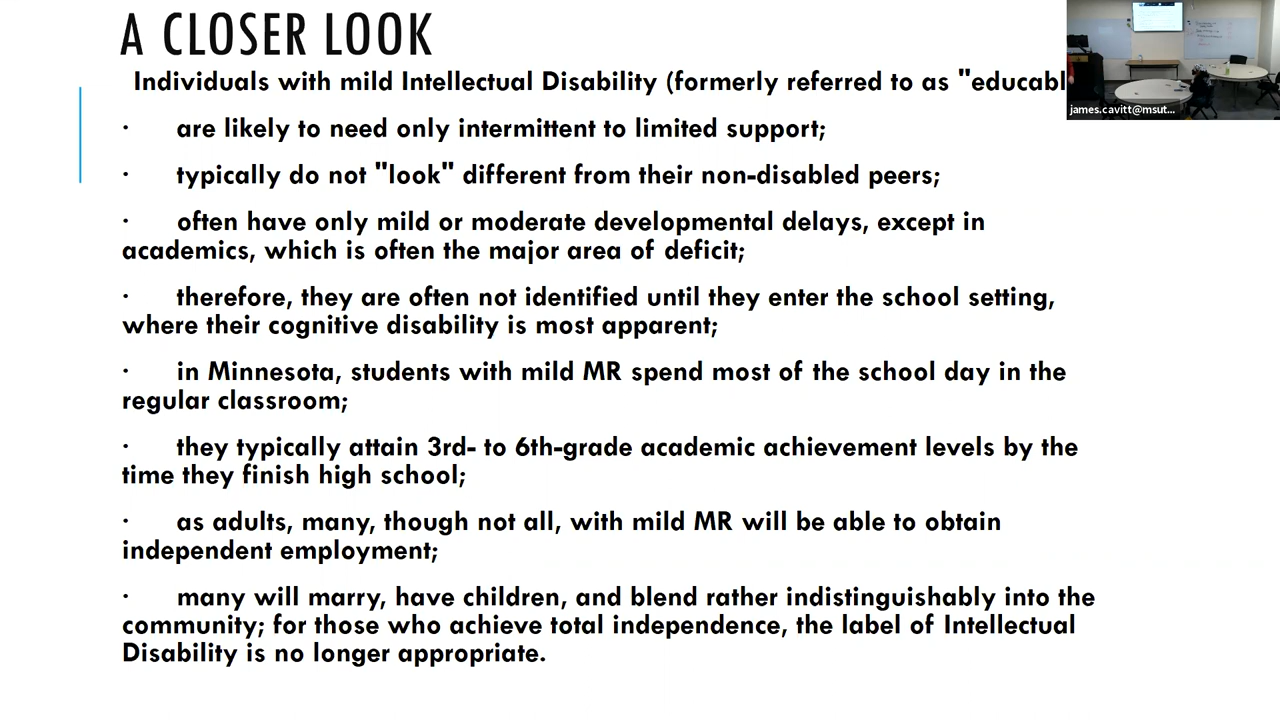 A CLOSER LOOK
Individuals with mild Intellectual Disability (formerly referred to as "educabl
james.cavitt@msut...
· are likely to need only intermittent to limited support;
· typically do not "look" different from their non-disabled peers;
· often have only mild or moderate developmental delays, except in
academics, which is often the major area of deficit;
· therefore, they are often not identified until they enter the school setting,
where their cognitive disability is most apparent;
· in Minnesota, students with mild MR spend most of the school day in the
regular classroom;
· they typically attain 3rd- to 6th-grade academic achievement levels by the
time they finish high school;
· as adults, many, though not all, with mild MR will be able to obtain
independent employment;
· many will marry, have children, and blend rather indistinguishably into the
community; for those who achieve total independence, the label of Intellectual
Disability is no longer appropriate.